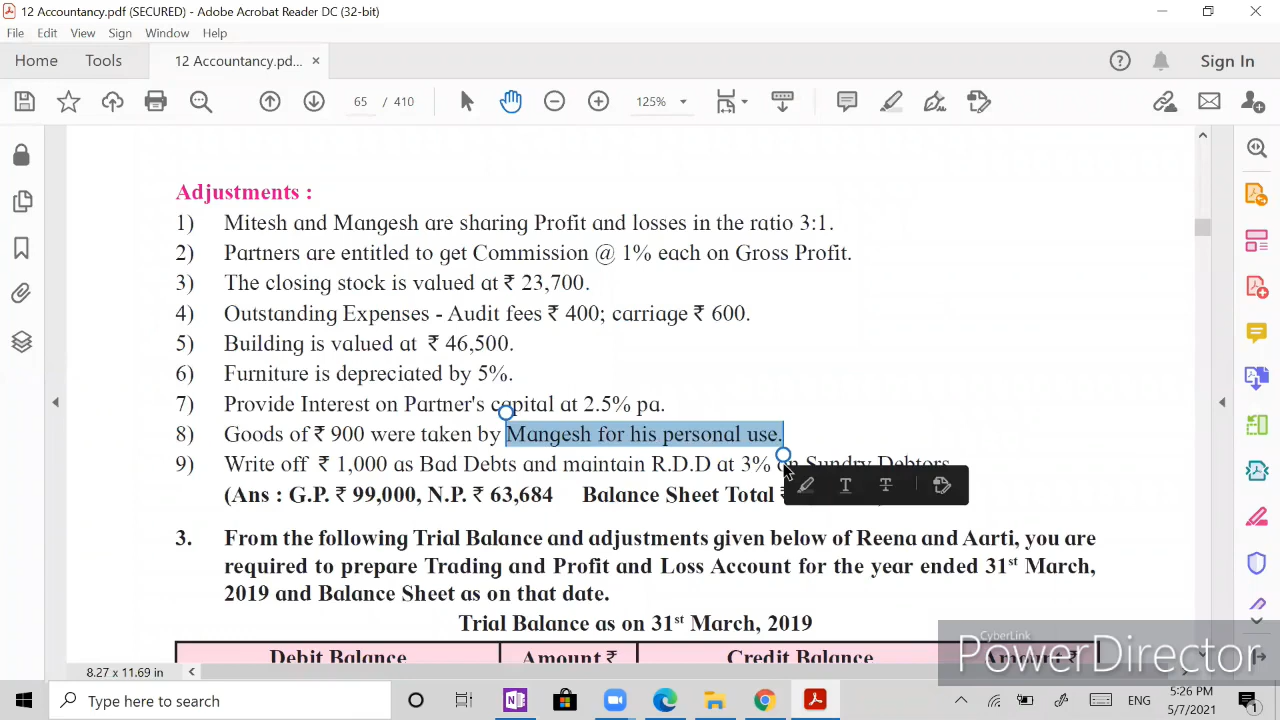 12 Accountancy.pdf (SECURED) - Adobe Acrobat Reader DC (32-bit)
File Edit View Sign Window Help
Home Tools 12 Accountancy.pd... × Sign In
65 / 410 125%
Adjustments :
1) Mitesh and Mangesh are sharing Profit and losses in the ratio 3:1.
2) Partners are entitled to get Commission @ 1% each on Gross Profit.
3) The closing stock is valued at ₹ 23,700.
4) Outstanding Expenses - Audit fees ₹ 400; carriage ₹ 600.
5) Building is valued at ₹ 46,500.
6) Furniture is depreciated by 5%.
7) Provide Interest on Partner's capital at 2.5% pa.
8) Goods of ₹ 900 were taken by Mangesh for his personal use.
9) Write off ₹ 1,000 as Bad Debts and maintain R.D.D at 3% on Sundry Debtors.
(Ans : G.P. ₹ 99,000, N.P. ₹ 63,684 Balance Sheet Total
3. From the following Trial Balance and adjustments given below of Reena and Aarti, you are
required to prepare Trading and Profit and Loss Account for the year ended 31st March,
2019 and Balance Sheet as on that date.
Trial Balance as on 31st March, 2019
Debit Balance Amount ₹ Credit Balance Amount ₹
CyberLink
PowerDirector
8.27 x 11.69 in
Type here to search
ENG
5:26 PM
5/7/2021
1